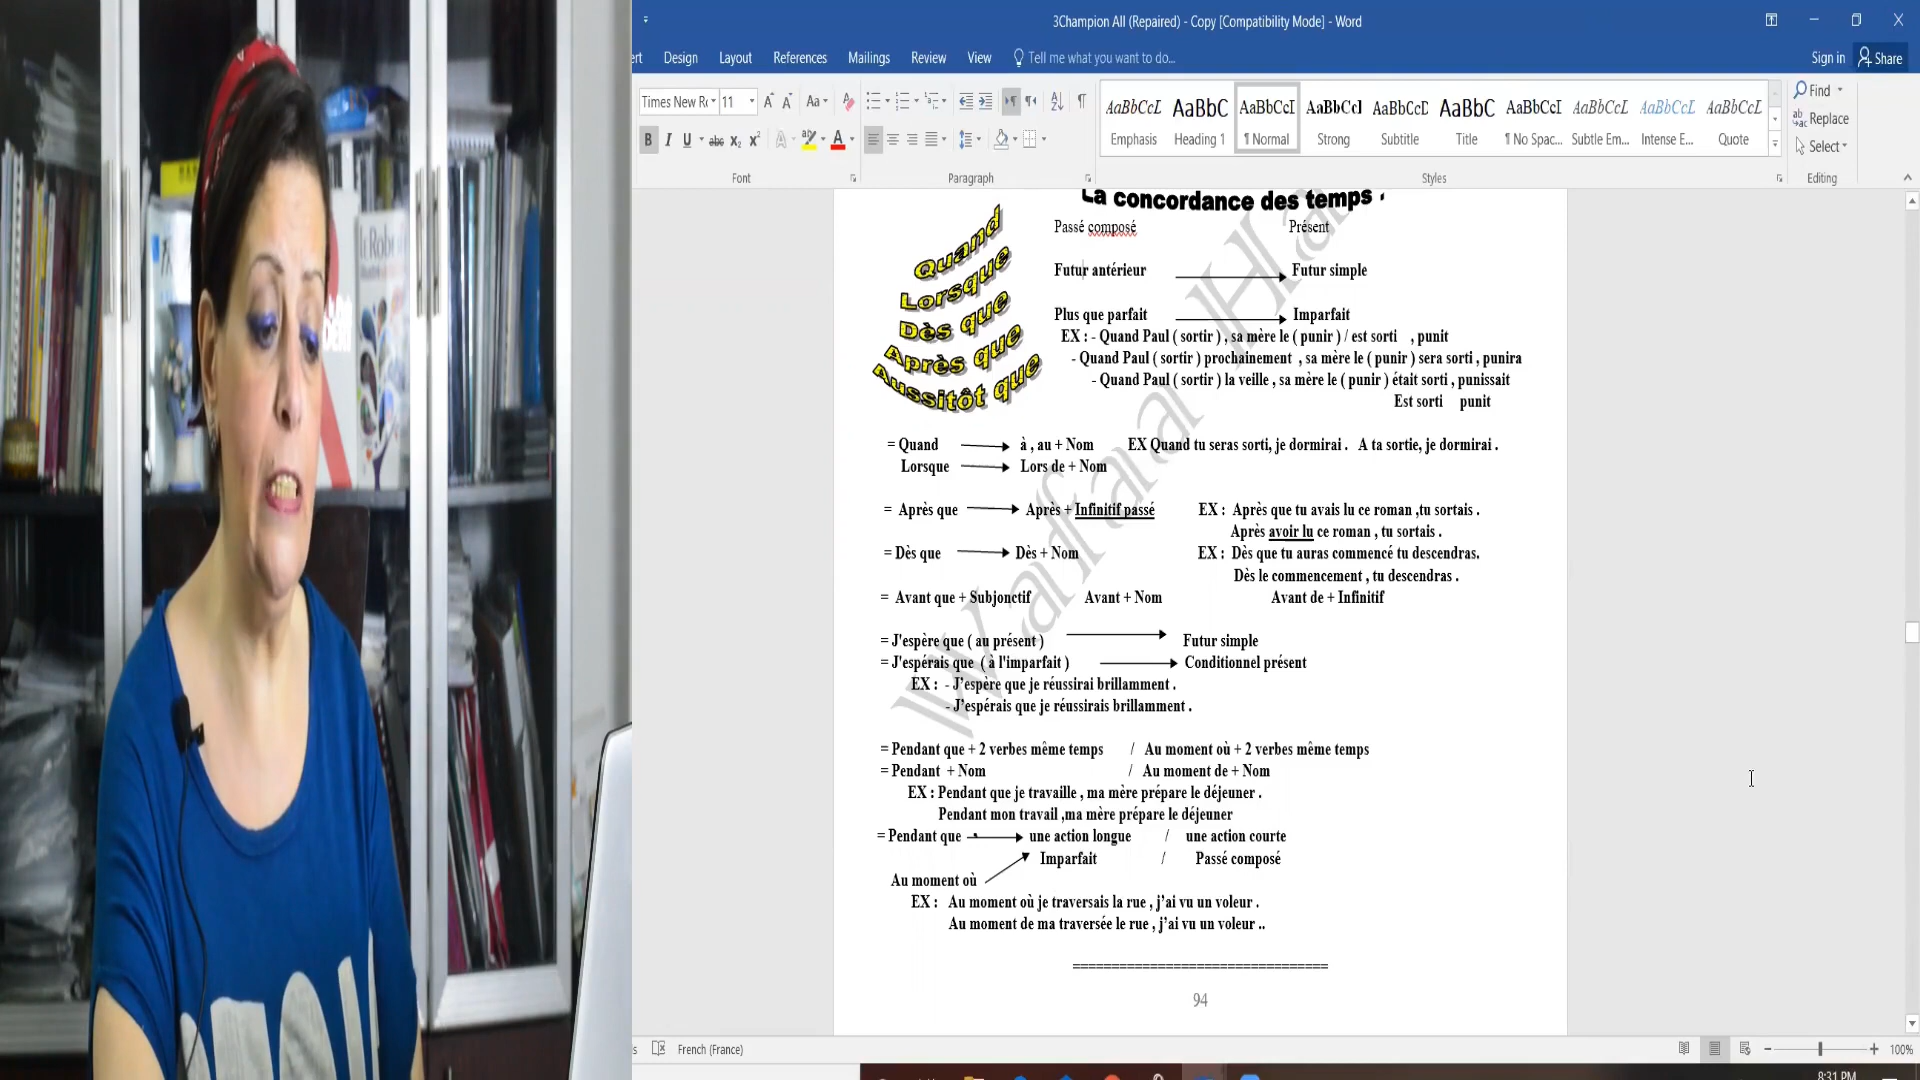 3Champion All (Repaired) - Copy [Compatibility Mode] - Word
ert Design Layout References Mailings Review View Tell me what you want to do... Sign in Share
Times New R 11 Aa
AaBbCcL AaBbC AaBbCcI AaBbCcI AaBbCcD AaBbC AaBbCcI AaBbCcL AaBbCcL AaBbCcL
Emphasis Heading 1 ¶ Normal Strong Subtitle Title ¶ No Spac... Subtle Em... Intense E... Quote
Find
Replace
Select
Font Paragraph Styles Editing
La concordance des temps :
Quand
Lorsque
Dès que
Après que
Aussitôt que
Passé composé Présent
Futur antérieur Futur simple
Plus que parfait Imparfait
EX : - Quand Paul ( sortir ) , sa mère le ( punir ) / est sorti , punit
- Quand Paul ( sortir ) prochainement , sa mère le ( punir ) sera sorti , punira
- Quand Paul ( sortir ) la veille , sa mère le ( punir ) était sorti , punissait
Est sorti punit
= Quand à , au + Nom EX Quand tu seras sorti, je dormirai . A ta sortie, je dormirai .
Lorsque Lors de + Nom
= Après que Après + Infinitif passé EX : Après que tu avais lu ce roman ,tu sortais .
Après avoir lu ce roman , tu sortais .
= Dès que Dès + Nom EX : Dès que tu auras commencé tu descendras.
Dès le commencement , tu descendras .
= Avant que + Subjonctif Avant + Nom Avant de + Infinitif
= J'espère que ( au présent ) Futur simple
= J'espérais que ( à l'imparfait ) Conditionnel présent
EX : - J'espère que je réussirai brillamment .
- J'espérais que je réussirais brillamment .
= Pendant que + 2 verbes même temps / Au moment où + 2 verbes même temps
= Pendant + Nom / Au moment de + Nom
EX : Pendant que je travaille , ma mère prépare le déjeuner .
Pendant mon travail ,ma mère prépare le déjeuner
= Pendant que une action longue / une action courte
Imparfait / Passé composé
Au moment où
EX : Au moment où je traversais la rue , j'ai vu un voleur .
Au moment de ma traversée le rue , j'ai vu un voleur ..
===============================
94
French (France) 100%
8:31 PM